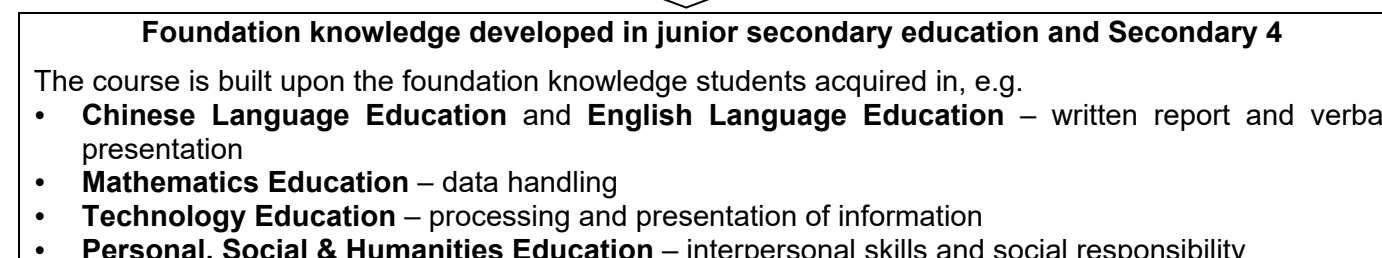 Foundation knowledge developed in junior secondary education and Secondary 4
The course is built upon the foundation knowledge students acquired in, e.g.
• Chinese Language Education and English Language Education – written report and verba
presentation
• Mathematics Education – data handling
• Technology Education – processing and presentation of information
• Personal, Social & Humanities Education – interpersonal skills and social responsibility